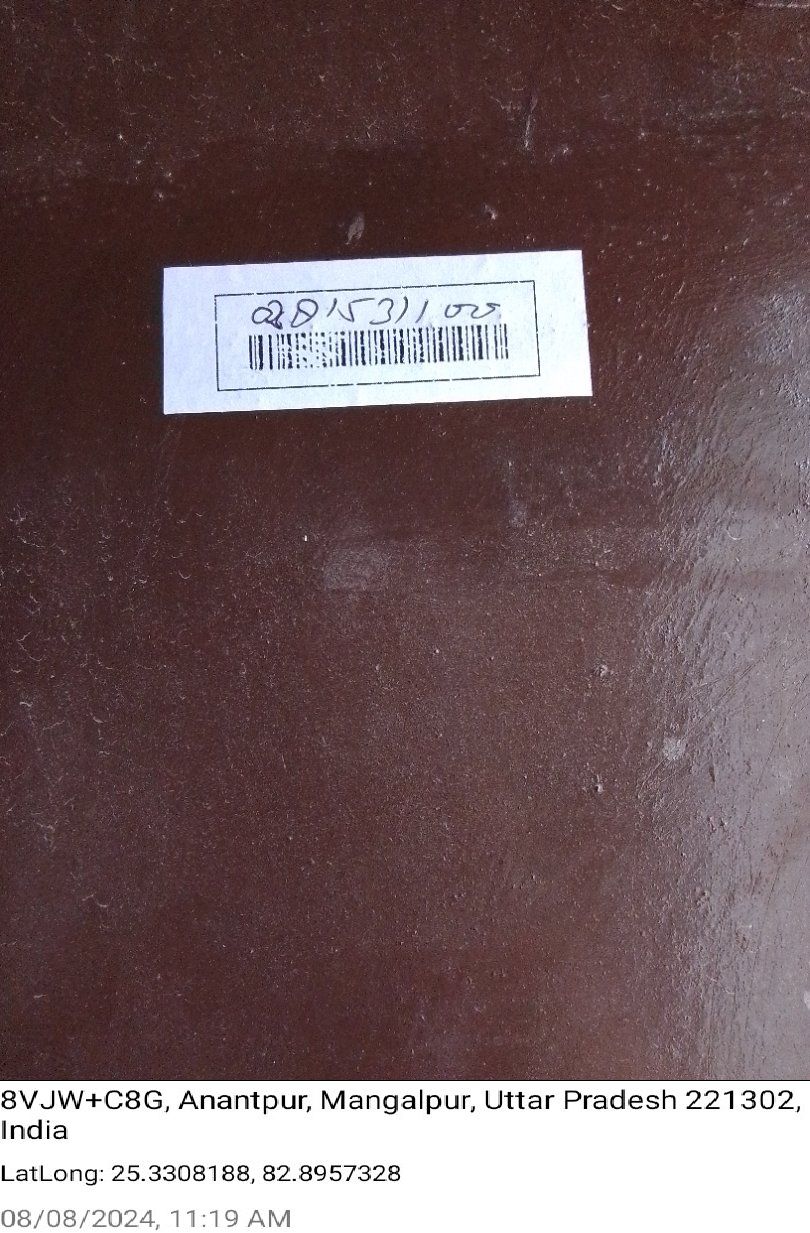 8VJW+C8G, Anantpur, Mangalpur, Uttar Pradesh 221302,
India
LatLong: 25.3308188, 82.8957328
08/08/2024, 11:19 AM